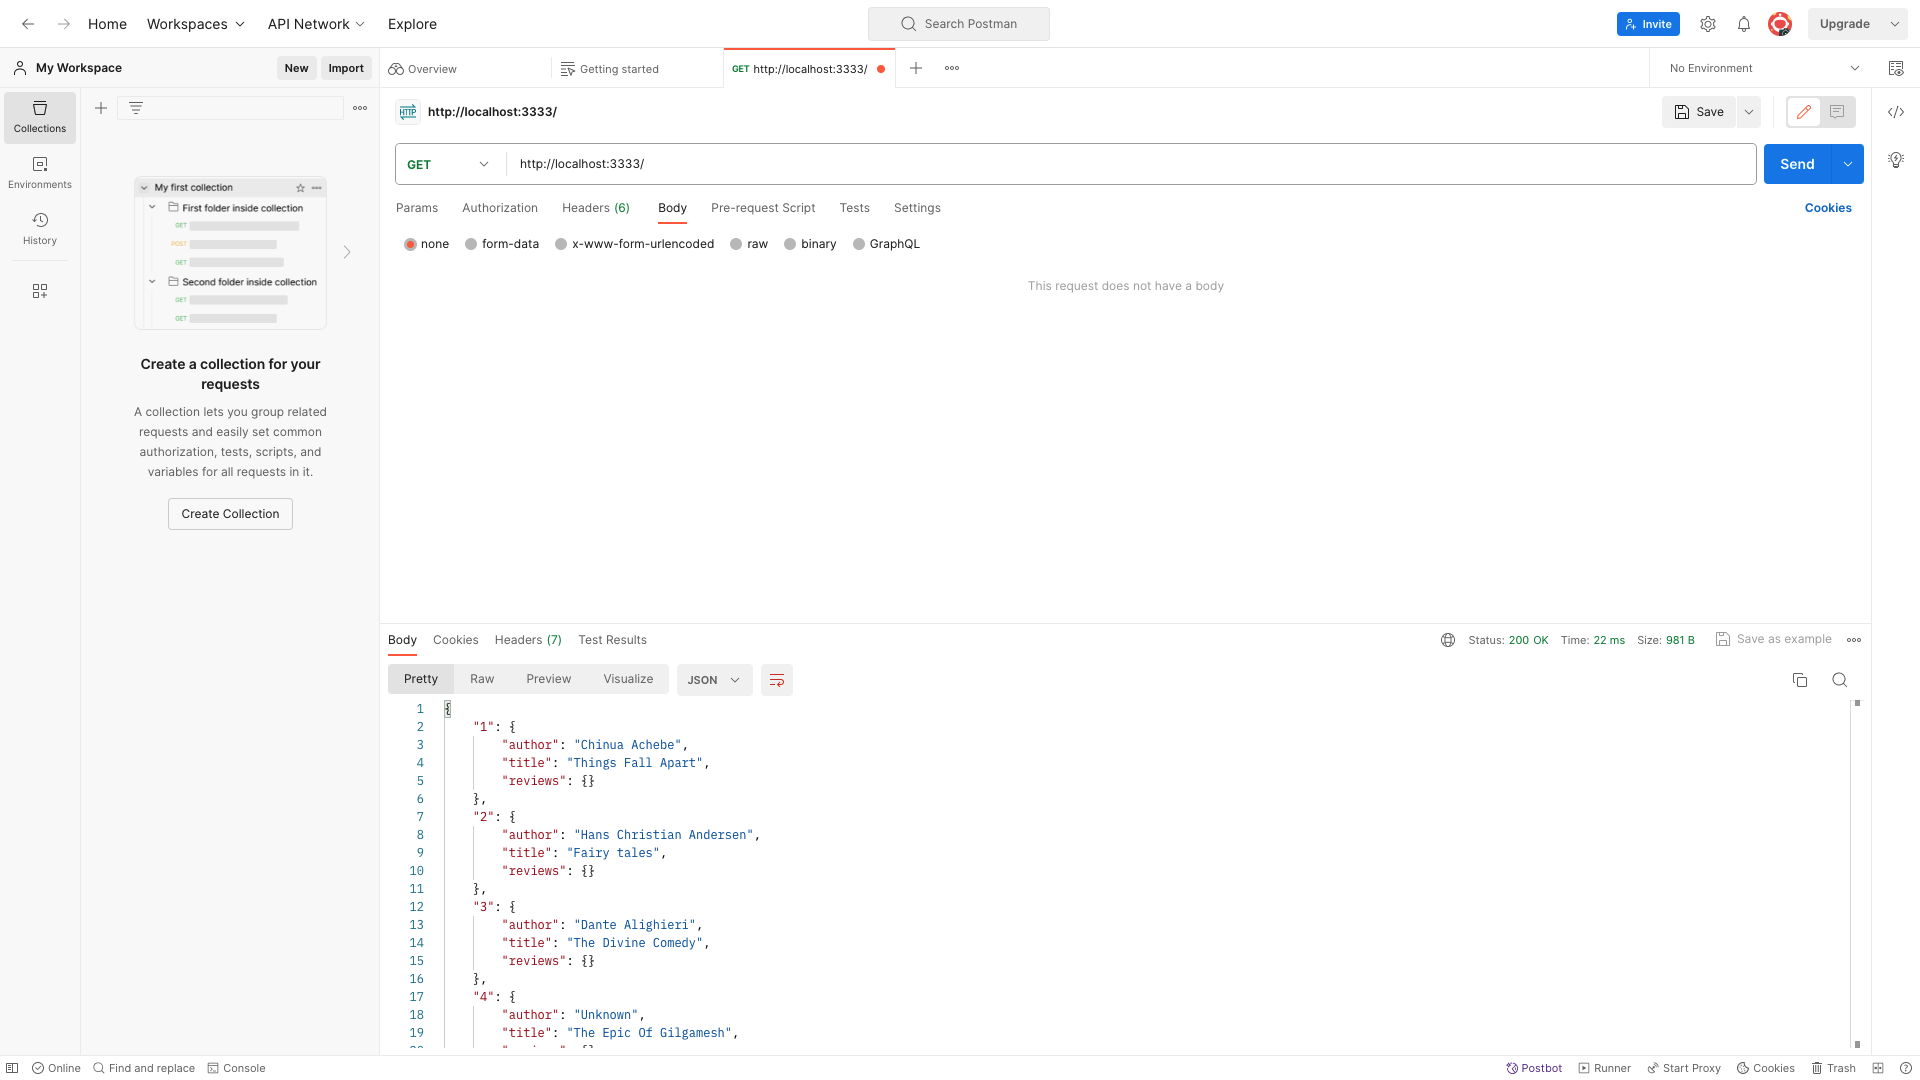 Home Workspaces API Network Explore Search Postman Invite Upgrade
My Workspace New Import Overview Getting started GET http://localhost:3333/ No Environment
Collections
Environments
History
My first collection
First folder inside collection
GET
POST
GET
Second folder inside collection
GET
GET
Create a collection for your
requests
A collection lets you group related
requests and easily set common
authorization, tests, scripts, and
variables for all requests in it.
Create Collection
HTTP http://localhost:3333/ Save
GET http://localhost:3333/ Send
Params Authorization Headers (6) Body Pre-request Script Tests Settings Cookies
none form-data x-www-form-urlencoded raw binary GraphQL
This request does not have a body
Body Cookies Headers (7) Test Results Status: 200 OK Time: 22 ms Size: 981 B Save as example
Pretty Raw Preview Visualize JSON
1 {
2 "1": {
3 "author": "Chinua Achebe",
4 "title": "Things Fall Apart",
5 "reviews": {}
6 },
7 "2": {
8 "author": "Hans Christian Andersen",
9 "title": "Fairy tales",
10 "reviews": {}
11 },
12 "3": {
13 "author": "Dante Alighieri",
14 "title": "The Divine Comedy",
15 "reviews": {}
16 },
17 "4": {
18 "author": "Unknown",
19 "title": "The Epic Of Gilgamesh",
Online Find and replace Console Postbot Runner Start Proxy Cookies Trash